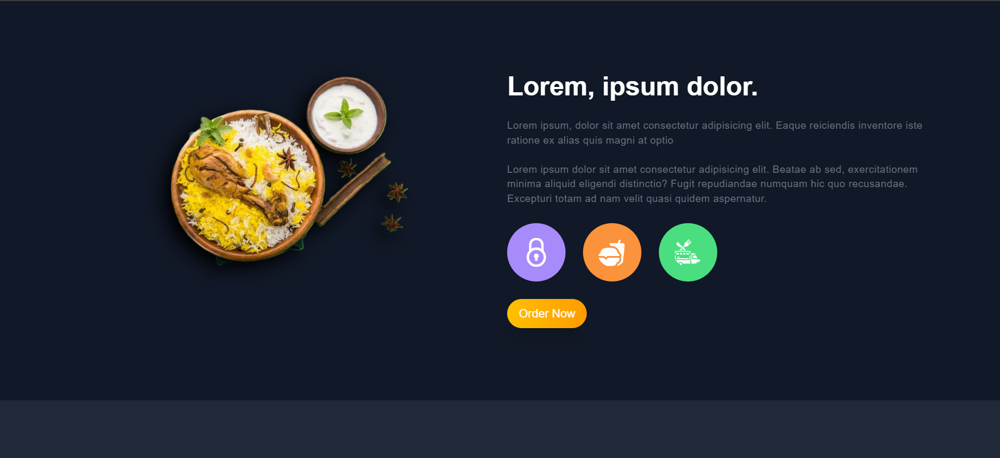 Lorem, ipsum dolor.
Lorem ipsum, dolor sit amet consectetur adipisicing elit. Eaque reiciendis inventore iste
ratione ex alias quis magni at optio
Lorem ipsum dolor sit amet consectetur adipisicing elit. Beatae ab sed, exercitationem
minima aliquid eligendi distinctio? Fugit repudiandae numquam hic quo recusandae.
Excepturi totam ad nam velit quasi quidem aspernatur.
Order Now